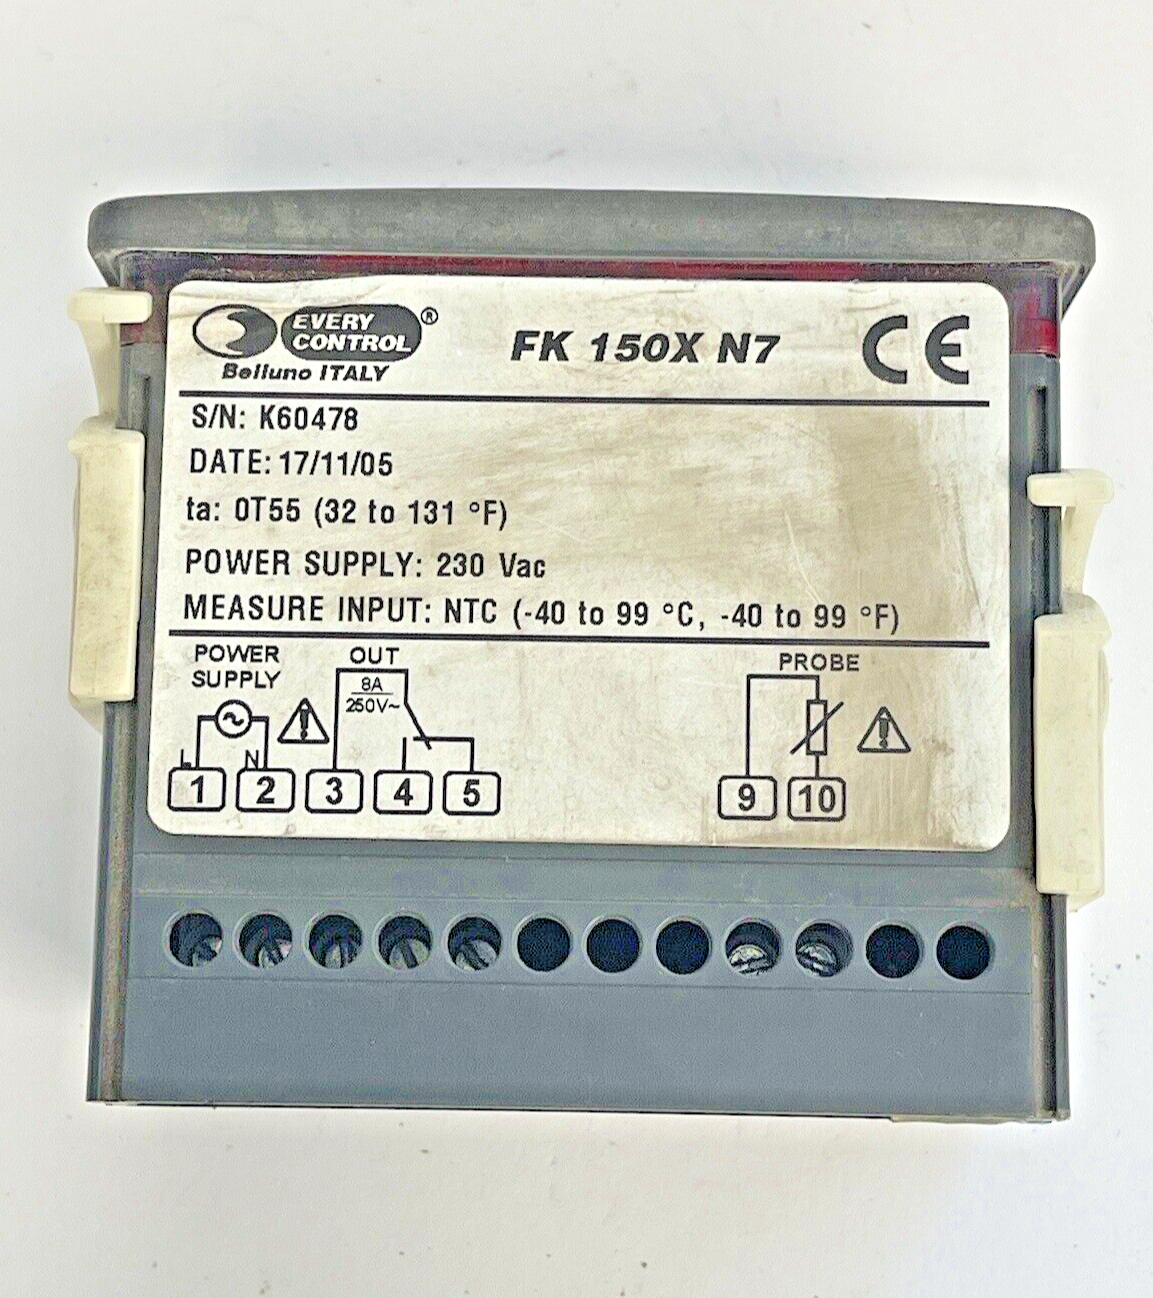 EVERY
CONTROL ®
Belluno ITALY
FK 150X N7
CE
S/N: K60478
DATE: 17/11/05
ta: 0T55 (32 to 131 °F)
POWER SUPPLY: 230 Vac
MEASURE INPUT: NTC (-40 to 99 °C, -40 to 99 °F)
POWER
SUPPLY
OUT
8A
250V~
PROBE
L N
1 2 3 4 5 9 10